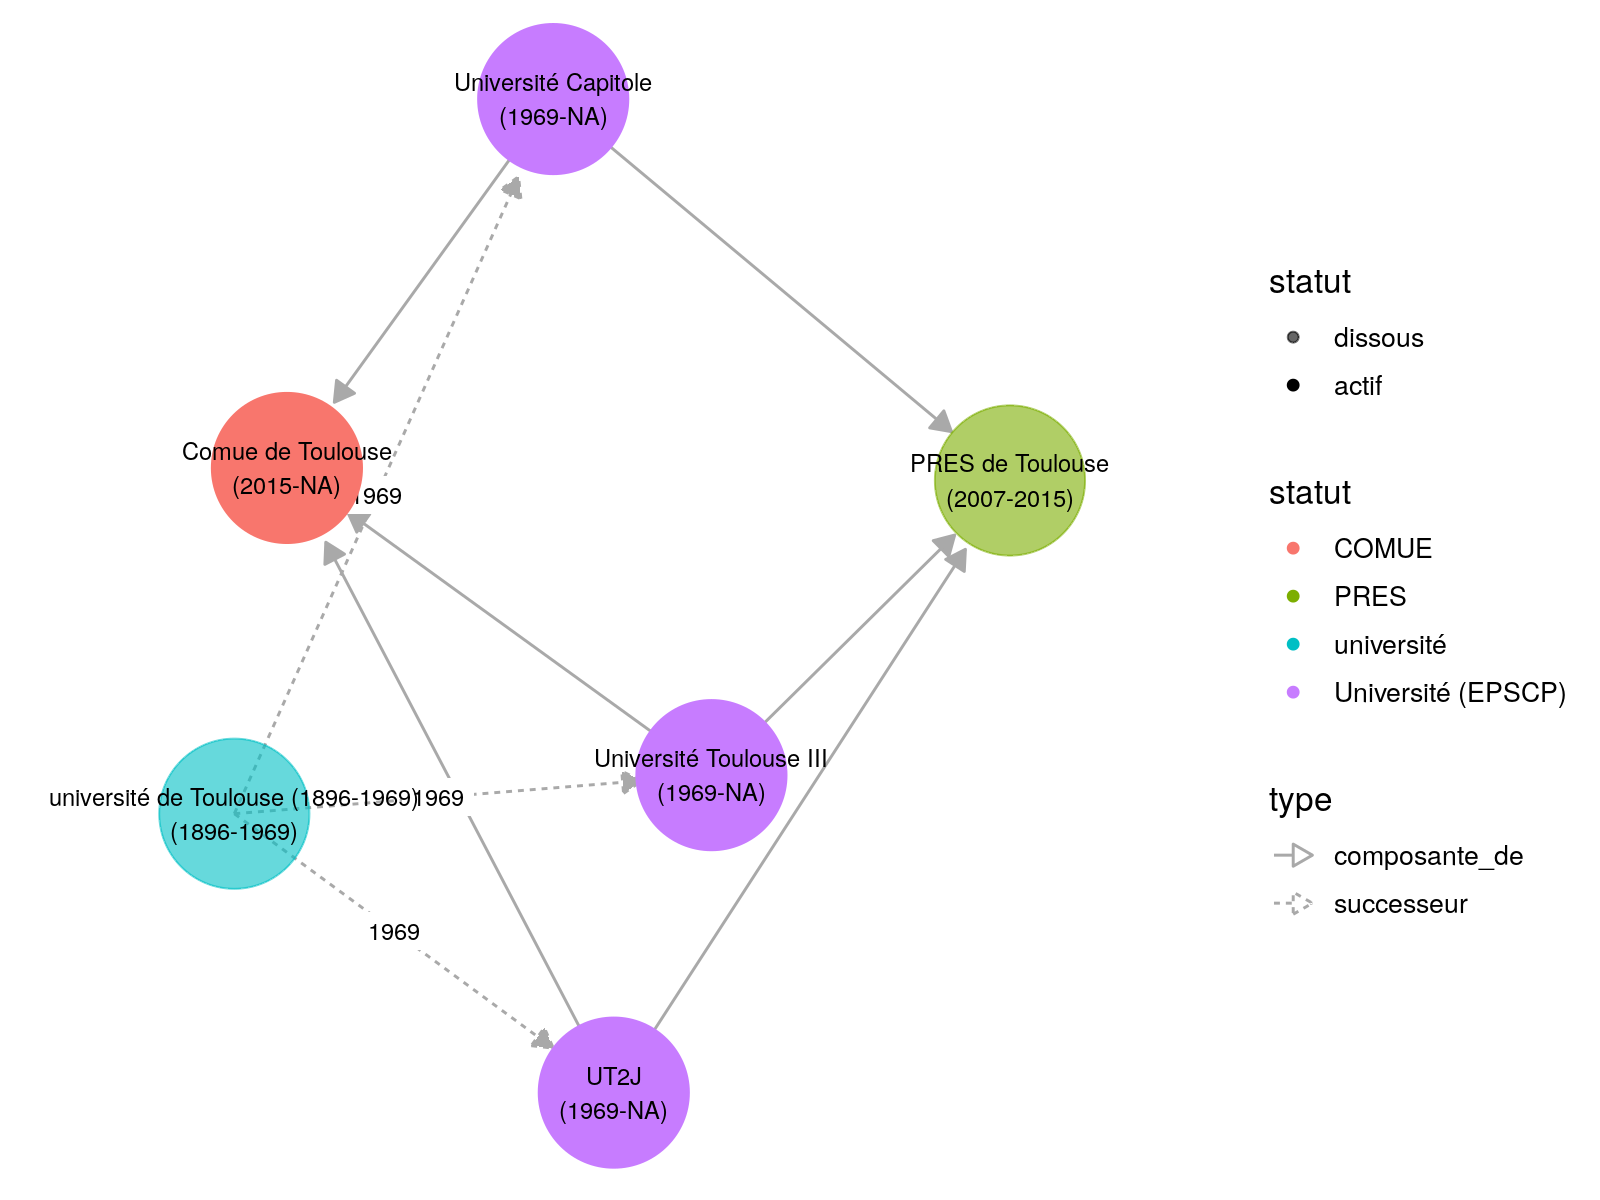 Université Capitole
(1969-NA)
Comue de Toulouse
(2015-NA)
1969
PRES de Toulouse
(2007-2015)
université de Toulouse (1896-1969)
(1896-1969)
1969
Université Toulouse III
(1969-NA)
1969
UT2J
(1969-NA)
statut
dissous
actif
statut
COMUE
PRES
université
Université (EPSCP)
type
composante_de
successeur